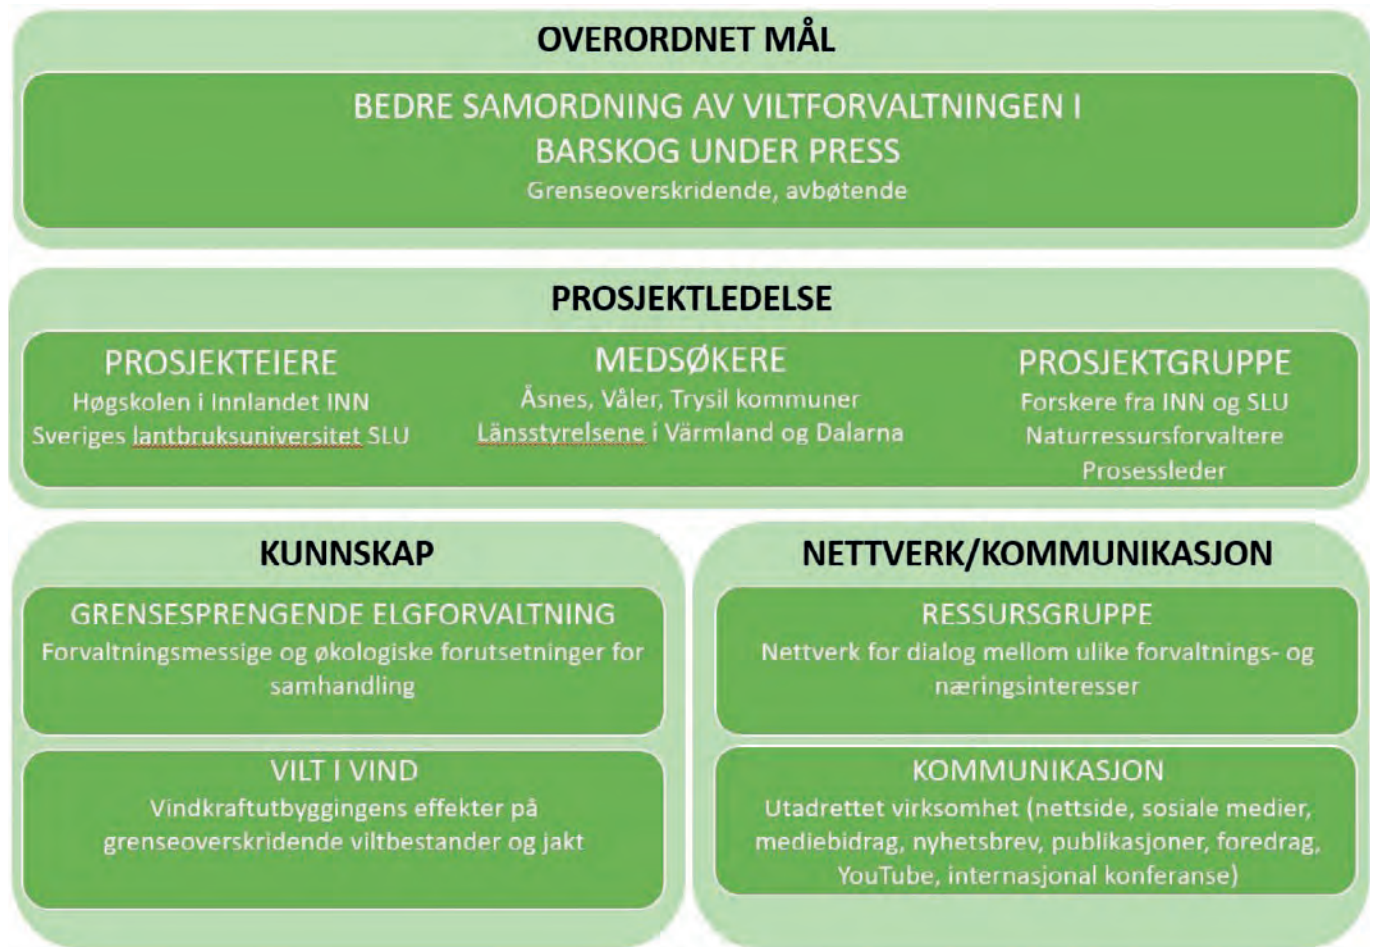 OVERORDNET MÅL
BEDRE SAMORDNING AV VILTFORVALTNINGEN I
BARSKOG UNDER PRESS
Grenseoverskridende, avbøtende
PROSJEKTLEDELSE
PROSJEKTEIERE
Høgskolen i Innlandet INN
Sveriges lantbruksuniversitet SLU
MEDSØKERE
Åsnes, Våler, Trysil kommuner
Länsstyrelsene i Värmland og Dalarna
PROSJEKTGRUPPE
Forskere fra INN og SLU
Naturressursforvaltere
Prosessleder
KUNNSKAP
GRENSESPRENGENDE ELGFORVALTNING
Forvaltningsmessige og økologiske forutsetninger for
samhandling
VILT I VIND
Vindkraftutbyggingens effekter på
grenseoverskridende viltbestander og jakt
NETTVERK/KOMMUNIKASJON
RESSURSGRUPPE
Nettverk for dialog mellom ulike forvaltnings- og
næringsinteresser
KOMMUNIKASJON
Utadrettet virksomhet (nettside, sosiale medier,
mediebidrag, nyhetsbrev, publikasjoner, foredrag,
YouTube, internasjonal konferanse)